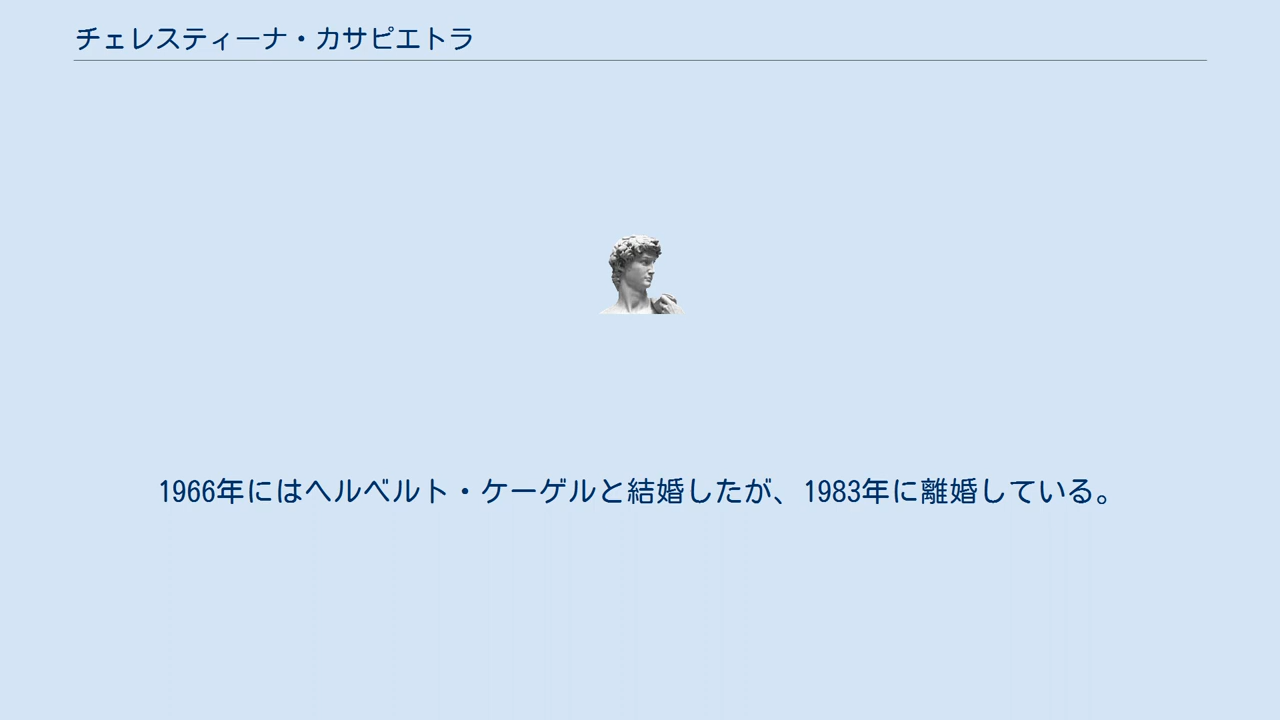 チェレスティーナ・カサピエトラ
1966年にはヘルベルト・ケーゲルと結婚したが、1983年に離婚している。